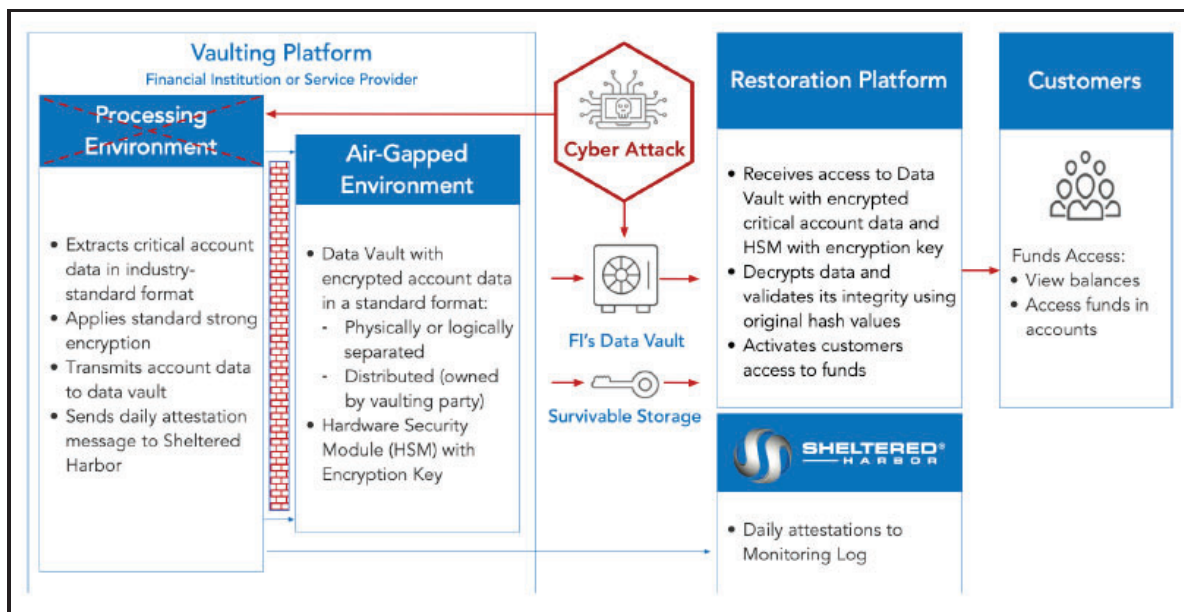 Vaulting Platform
Financial Institution or Service Provider
Processing
Environment
• Extracts critical account
data in industry-
standard format
• Applies standard strong
encryption
• Transmits account data
to data vault
• Sends daily attestation
message to Sheltered
Harbor
Air-Gapped
Environment
• Data Vault with
encrypted account data
in a standard format:
- Physically or logically
separated
- Distributed (owned
by vaulting party)
• Hardware Security
Module (HSM) with
Encryption Key
Cyber Attack
FI's Data Vault
Survivable Storage
Restoration Platform
• Receives access to Data
Vault with encrypted
critical account data and
HSM with encryption key
• Decrypts data and
validates its integrity using
original hash values
• Activates customers
access to funds
SHELTERED®
HARBOR
• Daily attestations to
Monitoring Log
Customers
Funds Access:
• View balances
• Access funds in
accounts